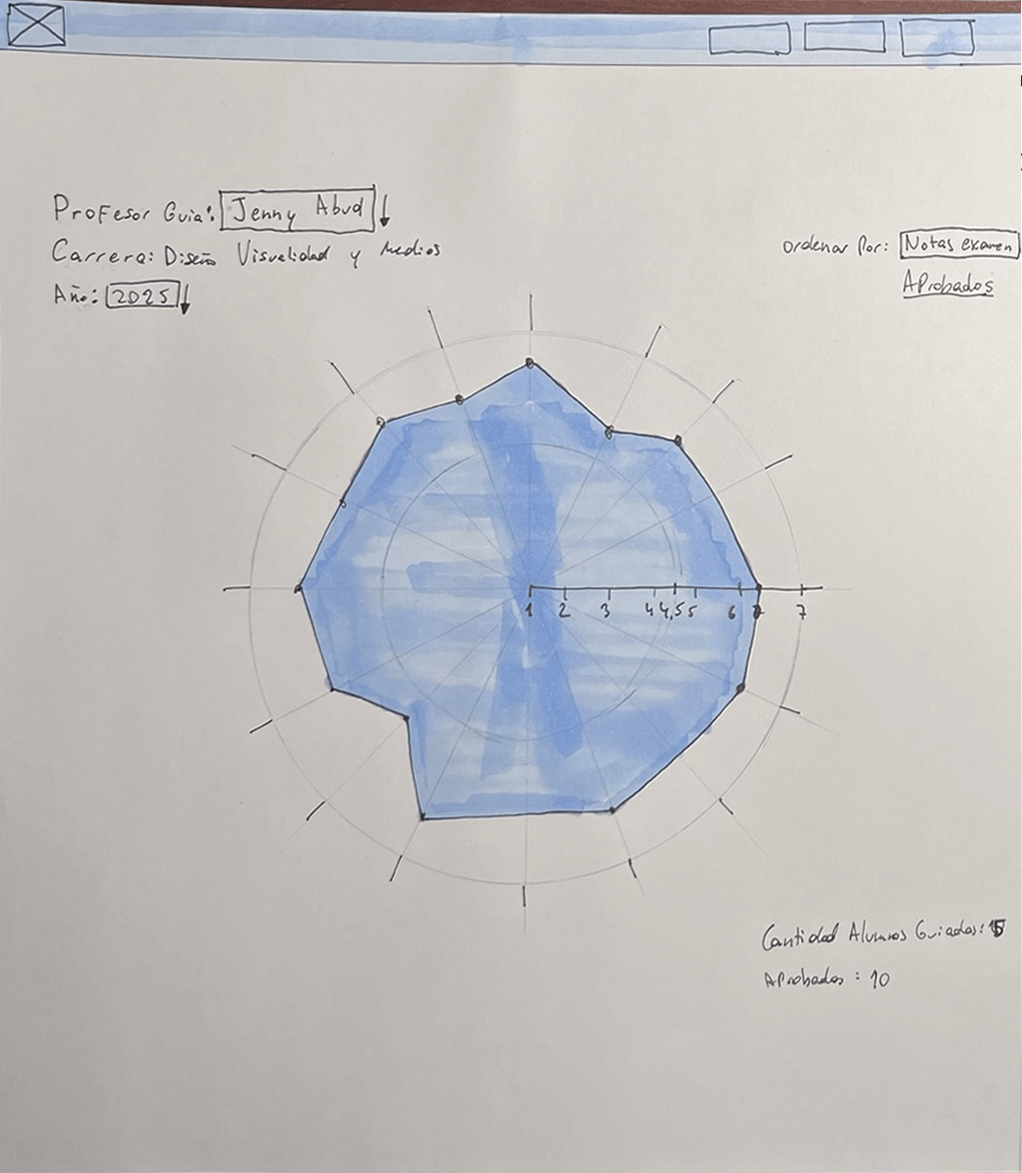 Profesor Guia: Jenny Abud
Ordenar Por: Notas examen
Carrera: Diseño Visualidad y Medios
Aprobados
Año: 2025
1 2 3 4 4,5 5 6 7
Cantidad Alumnos Guiados: 15
Aprobados: 10